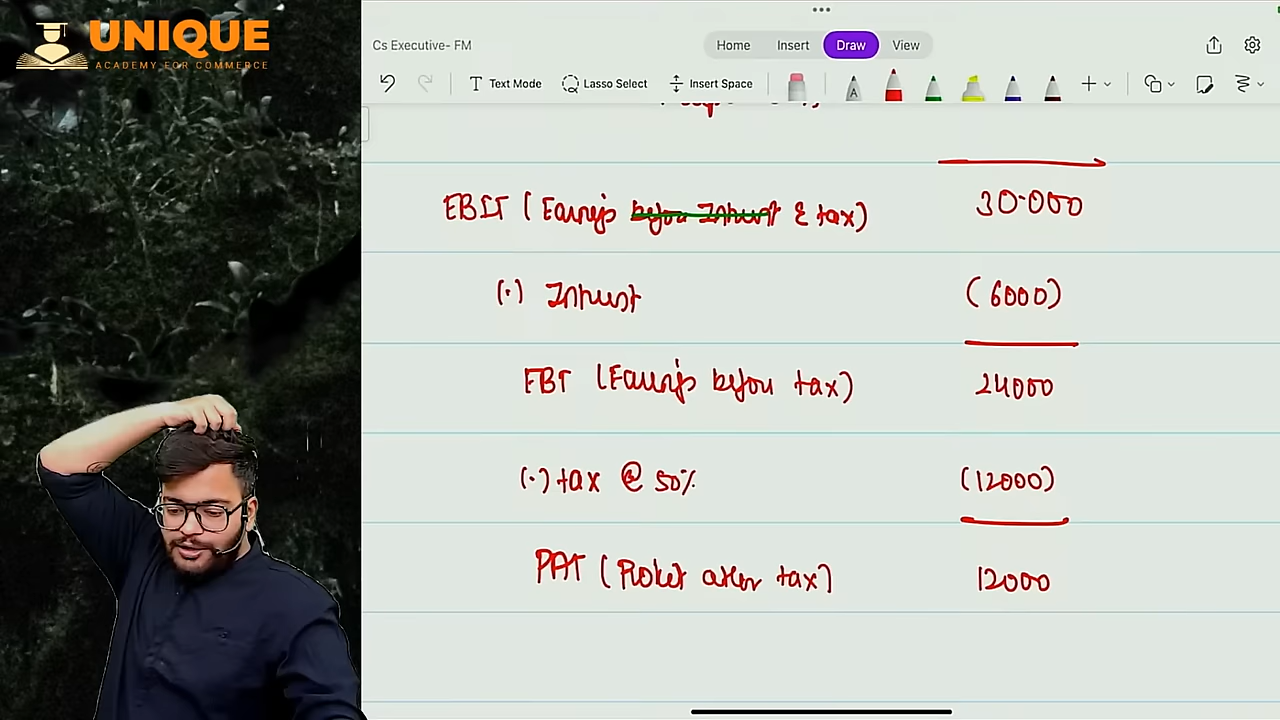 UNIQUE
ACADEMY FOR COMMERCE
Cs Executive- FM
Home Insert Draw View
Text Mode Lasso Select Insert Space
EBIT (Earnings before Interest & tax) 30.000
(-) Interest (6000)
EBT (Earnings before tax) 24000
(-) tax @ 50% (12000)
PAT (Profit after tax) 12000